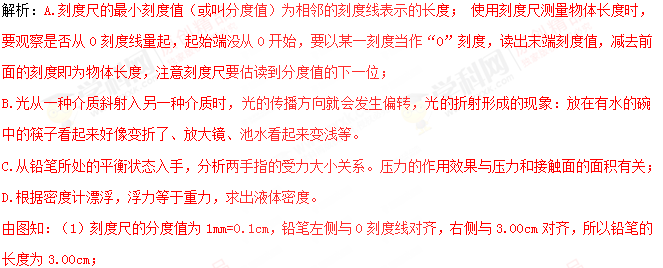 解析：A.刻度尺的最小刻度值（或叫分度值）为相邻的刻度线表示的长度； 使用刻度尺测量物体长度时，
要观察是否从0刻度线量起，起始端没从0开始，要以某一刻度当作“0”刻度，读出末端刻度值，减去前
面的刻度即为物体长度，注意刻度尺要估读到分度值的下一位；
B.光从一种介质斜射入另一种介质时，光的传播方向就会发生偏转，光的折射形成的现象：放在有水的碗
中的筷子看起来好像变折了、放大镜、池水看起来变浅等。
C.从铅笔所处的平衡状态入手，分析两手指的受力大小关系。压力的作用效果与压力和接触面的面积有关；
D.根据密度计漂浮，浮力等于重力，求出液体密度。
由图知：（1）刻度尺的分度值为1mm=0.1cm，铅笔左侧与0刻度线对齐，右侧与3.00cm对齐，所以铅笔的
长度为3.00cm；